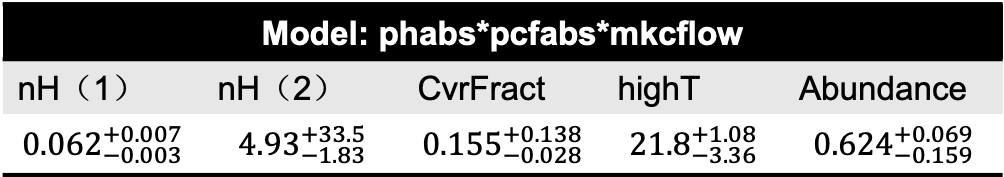 Model: phabs*pcfabs*mkcflow
nH（1） nH（2） CvrFract highT Abundance
0.062^{+0.007}_{-0.003} 4.93^{+33.5}_{-1.83} 0.155^{+0.138}_{-0.028} 21.8^{+1.08}_{-3.36} 0.624^{+0.069}_{-0.159}